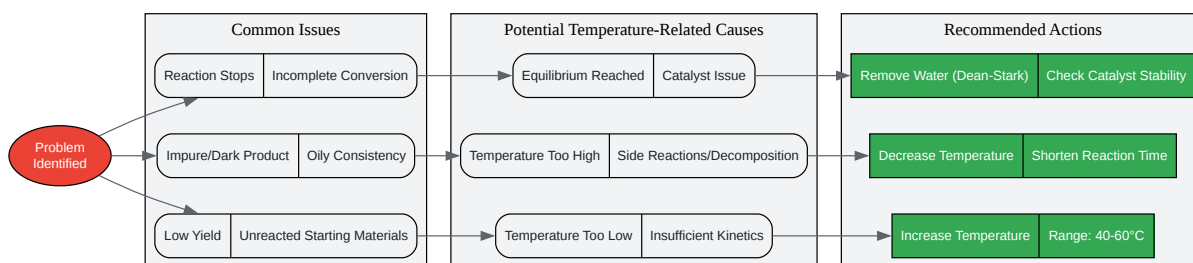 Common Issues
Potential Temperature-Related Causes
Recommended Actions
Reaction Stops
Incomplete Conversion
Equilibrium Reached
Catalyst Issue
Remove Water (Dean-Stark)
Check Catalyst Stability
Problem
Identified
Impure/Dark Product
Oily Consistency
Temperature Too High
Side Reactions/Decomposition
Decrease Temperature
Shorten Reaction Time
Low Yield
Unreacted Starting Materials
Temperature Too Low
Insufficient Kinetics
Increase Temperature
Range: 40-60°C